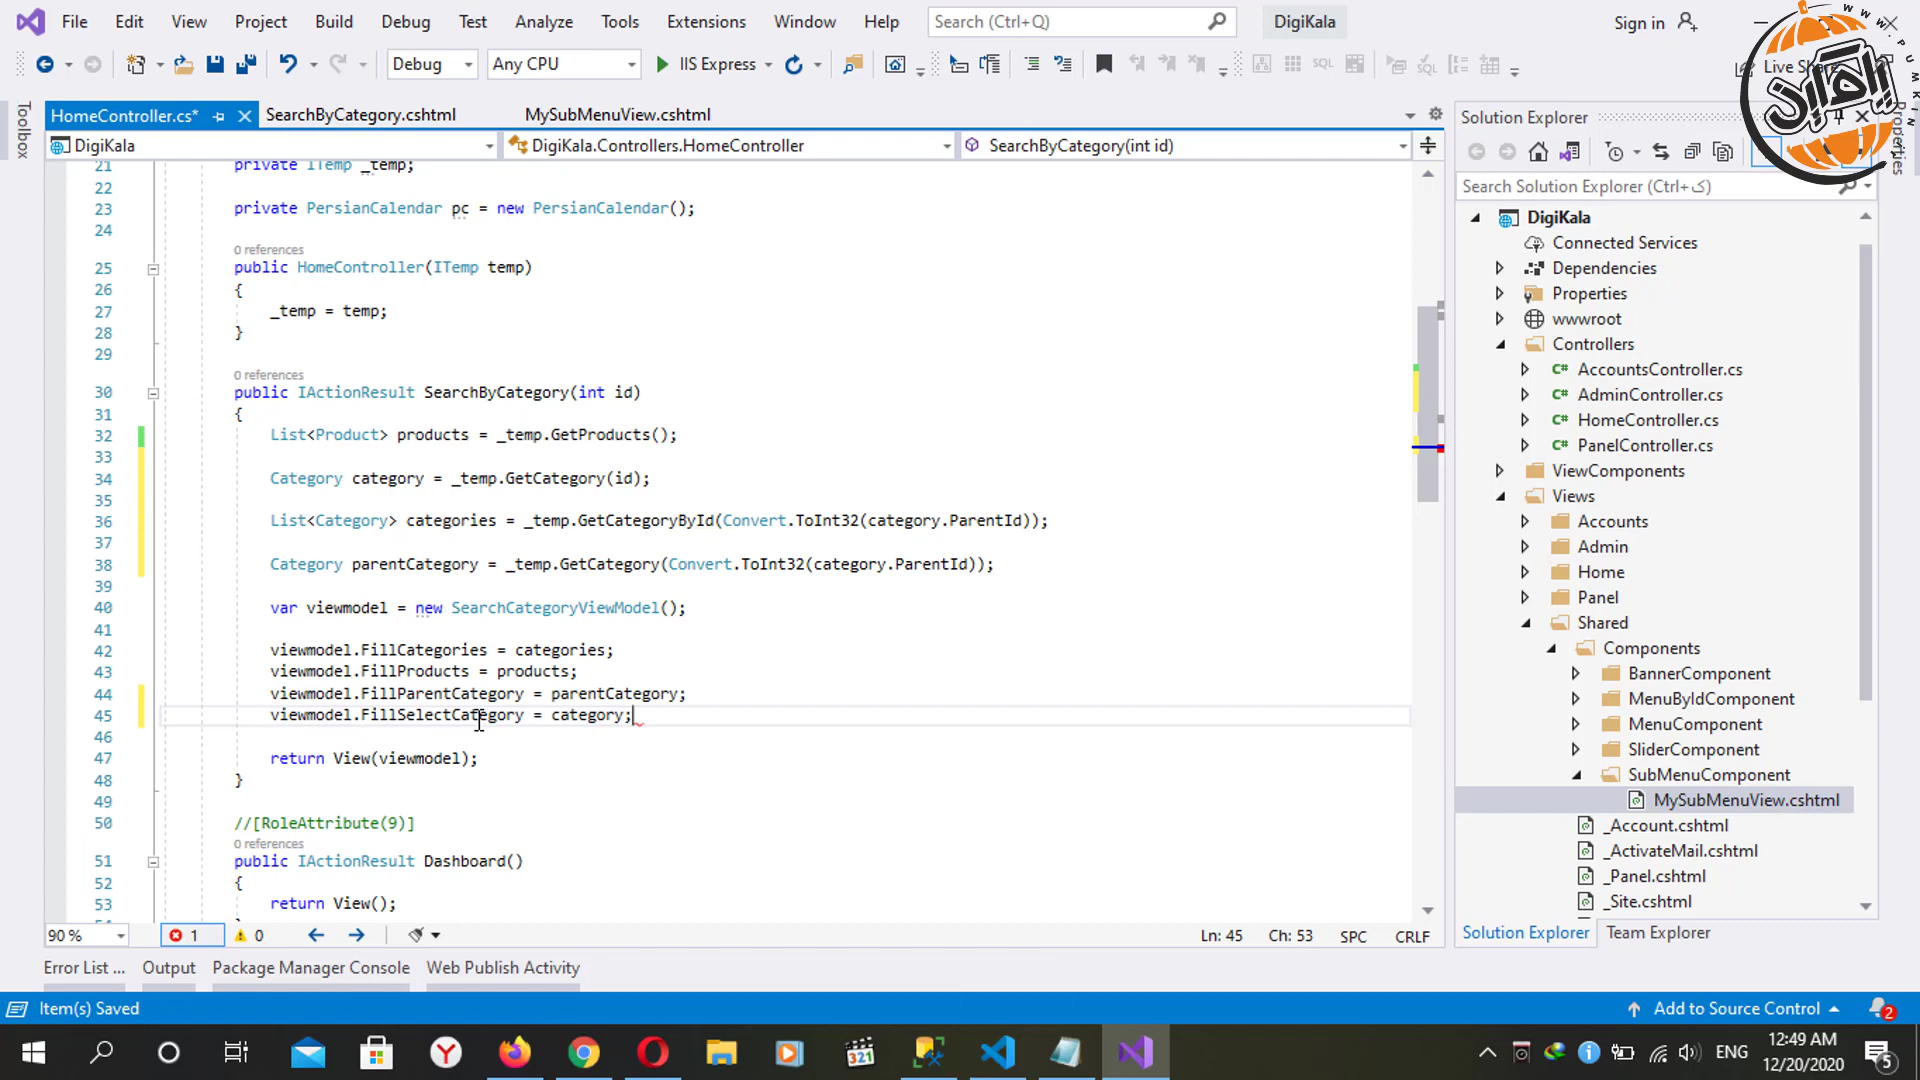 File Edit View Project Build Debug Test Analyze Tools Extensions Window Help Search (Ctrl+Q) DigiKala Sign in
Debug Any CPU IIS Express Live Share
HomeController.cs* SearchByCategory.cshtml MySubMenuView.cshtml
DigiKala DigiKala.Controllers.HomeController SearchByCategory(int id)
Toolbox
Properties
21 private ITemp _temp;
22
23 private PersianCalendar pc = new PersianCalendar();
24
0 references
25 public HomeController(ITemp temp)
26 {
27 _temp = temp;
28 }
29
0 references
30 public IActionResult SearchByCategory(int id)
31 {
32 List<Product> products = _temp.GetProducts();
33
34 Category category = _temp.GetCategory(id);
35
36 List<Category> categories = _temp.GetCategoryById(Convert.ToInt32(category.ParentId));
37
38 Category parentCategory = _temp.GetCategory(Convert.ToInt32(category.ParentId));
39
40 var viewmodel = new SearchCategoryViewModel();
41
42 viewmodel.FillCategories = categories;
43 viewmodel.FillProducts = products;
44 viewmodel.FillParentCategory = parentCategory;
45 viewmodel.FillSelectCategory = category;
46
47 return View(viewmodel);
48 }
49
50 //[RoleAttribute(9)]
0 references
51 public IActionResult Dashboard()
52 {
53 return View();
90 % 1 0 Ln: 45 Ch: 53 SPC CRLF
Error List ... Output Package Manager Console Web Publish Activity
Item(s) Saved Add to Source Control 2
Solution Explorer
Search Solution Explorer (Ctrl+ک)
DigiKala
Connected Services
Dependencies
Properties
wwwroot
Controllers
C# AccountsController.cs
C# AdminController.cs
C# HomeController.cs
C# PanelController.cs
ViewComponents
Views
Accounts
Admin
Home
Panel
Shared
Components
BannerComponent
MenuByIdComponent
MenuComponent
SliderComponent
SubMenuComponent
MySubMenuView.cshtml
_Account.cshtml
_ActivateMail.cshtml
_Panel.cshtml
_Site.cshtml
Solution Explorer Team Explorer
321 ENG 12:49 AM
12/20/2020 5